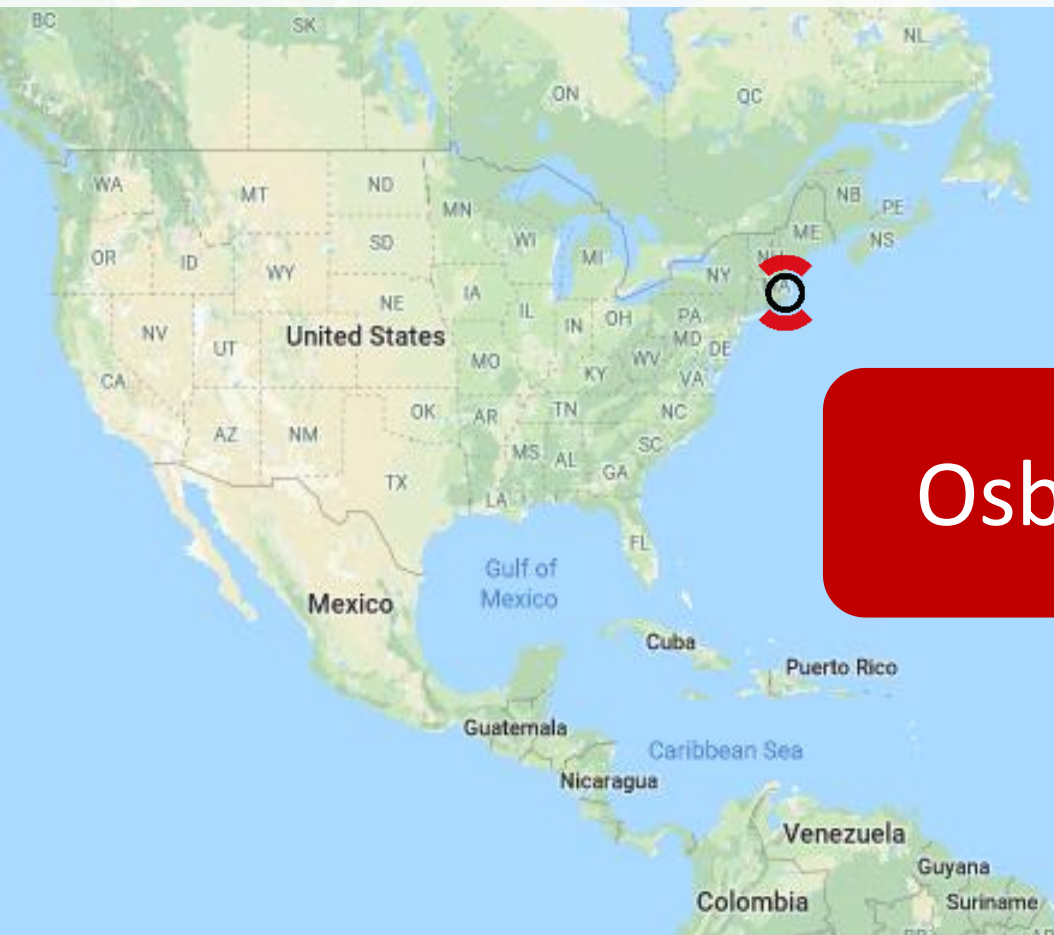 BC
SK
NL
ON
QC
WA
MT
ND
MN
NB
PE
ME
NS
OR
ID
SD
WI
MI
WY
NY
NE
IA
IL
IN
OH
PA
NV
UT
United States
MO
WV
MD
DE
CA
KY
VA
OK
AR
TN
NC
AZ
NM
MS
AL
SC
GA
TX
LA
FL
Osb
Gulf of
Mexico
Mexico
Cuba
Puerto Rico
Guatemala
Caribbean Sea
Nicaragua
Venezuela
Guyana
Colombia
Suriname